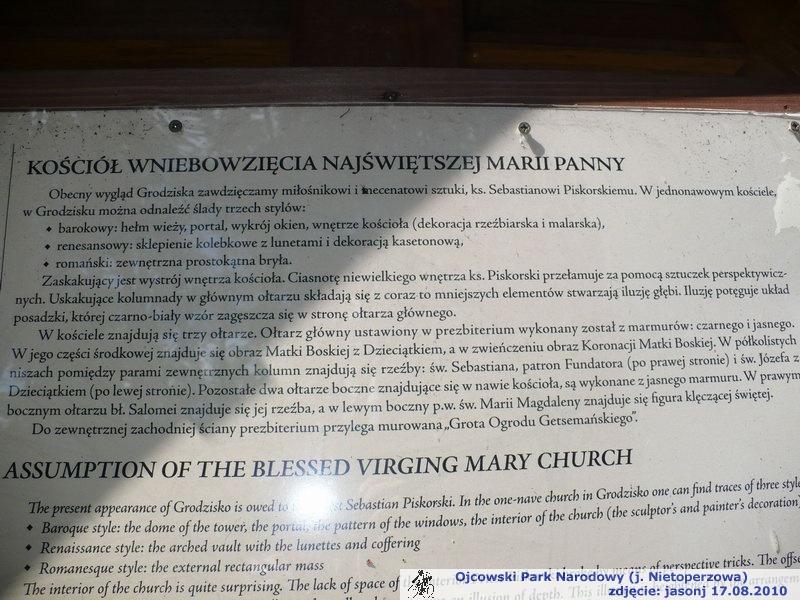 KOŚCIÓŁ WNIEBOWZIĘCIA NAJŚWIĘTSZEJ MARII PANNY
Obecny wygląd Grodziska zawdzięczamy miłośnikowi i mecenatowi sztuki, ks. Sebastianowi Piskorskiemu. W jednonawowym kościele,
w Grodzisku można odnaleźć ślady trzech stylów:
◆ barokowy: hełm wieży, portal, wykrój okien, wnętrze kościoła (dekoracja rzeźbiarska i malarska),
◆ renesansowy: sklepienie kolebkowe z lunetami i dekoracją kasetonową,
◆ romański: zewnętrzna prostokątna bryła.
Zaskakujący jest wystrój wnętrza kościoła. Ciasnotę niewielkiego wnętrza ks. Piskorski przełamuje za pomocą sztuczek perspektywicz-
nych. Uskakujące kolumnady w głównym ołtarzu składają się z coraz to mniejszych elementów stwarzają iluzję głębi. Iluzję potęguje układ
posadzki, której czarno-biały wzór zagęszcza się w stronę ołtarza głównego.
W kościele znajdują się trzy ołtarze. Ołtarz główny ustawiony w prezbiterium wykonany został z marmurów: czarnego i jasnego.
W jego części środkowej znajduje się obraz Matki Boskiej z Dzieciątkiem, a w zwieńczeniu obraz Koronacji Matki Boskiej. W półkolistych
niszach pomiędzy parami zewnętrznych kolumn znajdują się rzeźby: św. Sebastiana, patron Fundatora (po prawej stronie) i św. Józefa z
Dzieciątkiem (po lewej stronie). Pozostałe dwa ołtarze boczne znajdujące się w nawie kościoła, są wykonane z jasnego marmuru. W prawym
bocznym ołtarzu bł. Salomei znajduje się jej rzeźba, a w lewym boczny p.w. św. Marii Magdaleny znajduje się figura klęczącej świętej.
Do zewnętrznej zachodniej ściany prezbiterium przylega murowana „Grota Ogrodu Getsemańskiego".
ASSUMPTION OF THE BLESSED VIRGING MARY CHURCH
The present appearance of Grodzisko is owed to Sebastian Piskorski. In the one-nave church in Grodzisko one can find traces of three
◆ Baroque style: the dome of the tower, the portal, the pattern of the windows, the interior of the church (the sculptor's and painter's decoration)
◆ Renaissance style: the arched vault with the lunettes and coffering
◆ Romanesque style: the external rectangular mass
The interior of the church is quite surprising. The lack of space of means of perspective tricks. The
an illusion of depth. This
Ojcowski Park Narodowy (j. Nietoperzowa)
zdjęcie: jasonj 17.08.2010